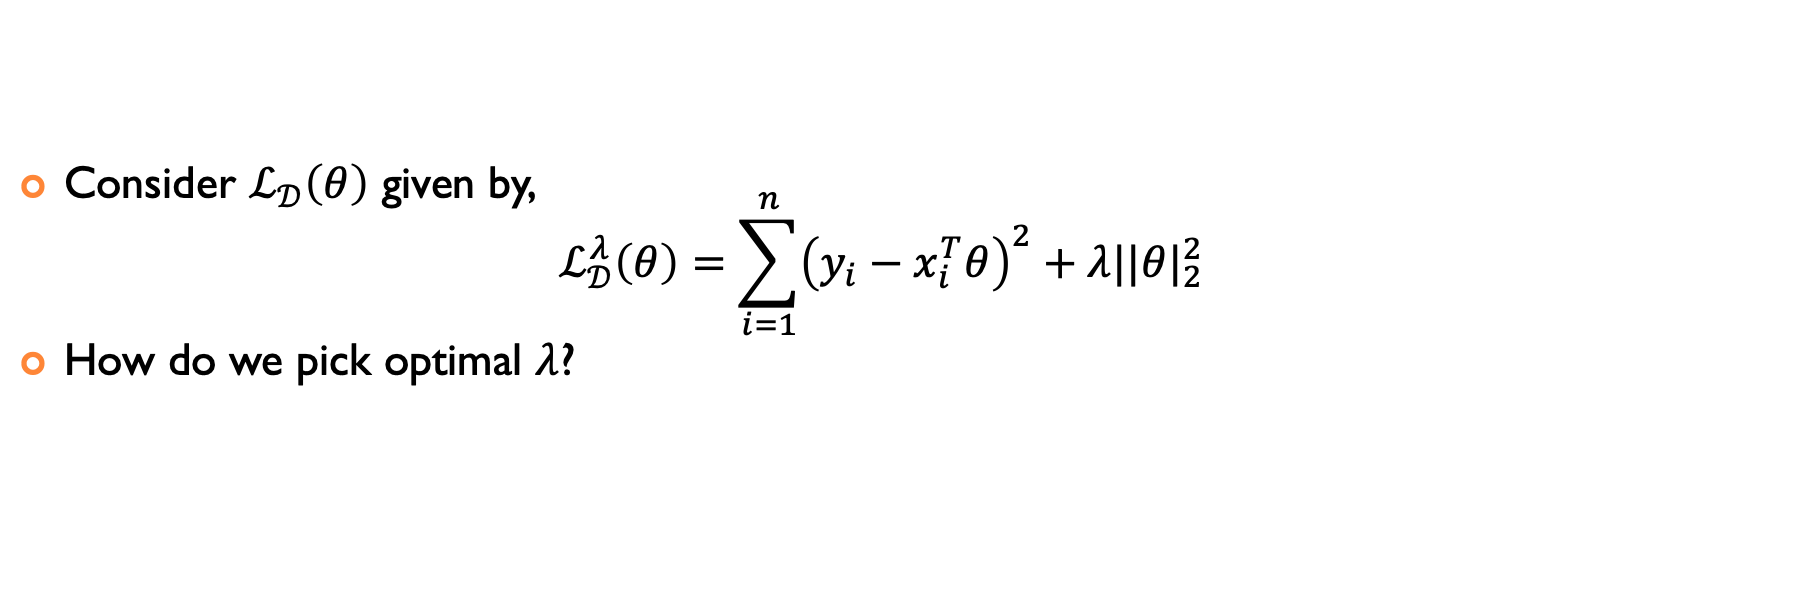 Consider ℒ_𝒟(θ) given by,
ℒ_𝒟^λ(θ) = ∑_{i=1}^{n} (y_i − x_i^T θ)^2 + λ||θ|_2^2
How do we pick optimal λ?